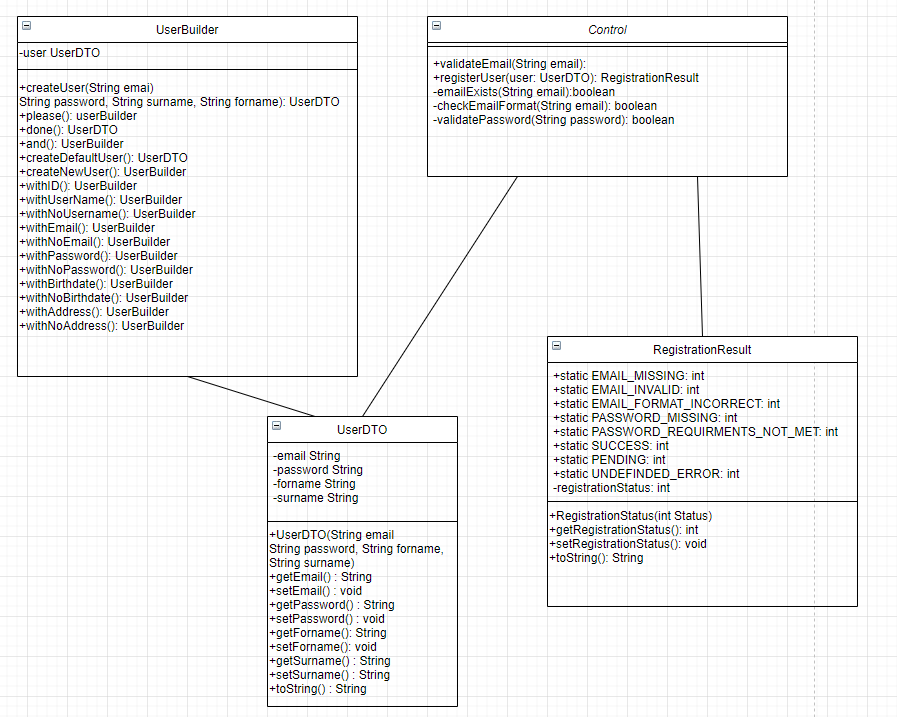 UserBuilder
-user UserDTO
+createUser(String emai)
String password, String surname, String forname): UserDTO
+please(): userBuilder
+done(): UserDTO
+and(): UserBuilder
+createDefaultUser(): UserDTO
+createNewUser(): UserBuilder
+withID(): UserBuilder
+withUserName(): UserBuilder
+withNoUsername(): UserBuilder
+withEmail(): UserBuilder
+withNoEmail(): UserBuilder
+withPassword(): UserBuilder
+withNoPassword(): UserBuilder
+withBirthdate(): UserBuilder
+withNoBirthdate(): UserBuilder
+withAddress(): UserBuilder
+withNoAddress(): UserBuilder
Control
+validateEmail(String email):
+registerUser(user: UserDTO): RegistrationResult
-emailExists(String email):boolean
-checkEmailFormat(String email): boolean
-validatePassword(String password): boolean
UserDTO
-email String
-password String
-forname String
-surname String
+UserDTO(String email
String password, String forname,
String surname)
+getEmail() : String
+setEmail() : void
+getPassword() : String
+setPassword() : void
+getForname(): String
+setForname(): void
+getSurname() : String
+setSurname() : String
+toString() : String
RegistrationResult
+static EMAIL_MISSING: int
+static EMAIL_INVALID: int
+static EMAIL_FORMAT_INCORRECT: int
+static PASSWORD_MISSING: int
+static PASSWORD_REQUIRMENTS_NOT_MET: int
+static SUCCESS: int
+static PENDING: int
+static UNDEFINDED_ERROR: int
-registrationStatus: int
+RegistrationStatus(int Status)
+getRegistrationStatus(): int
+setRegistrationStatus(): void
+toString(): String